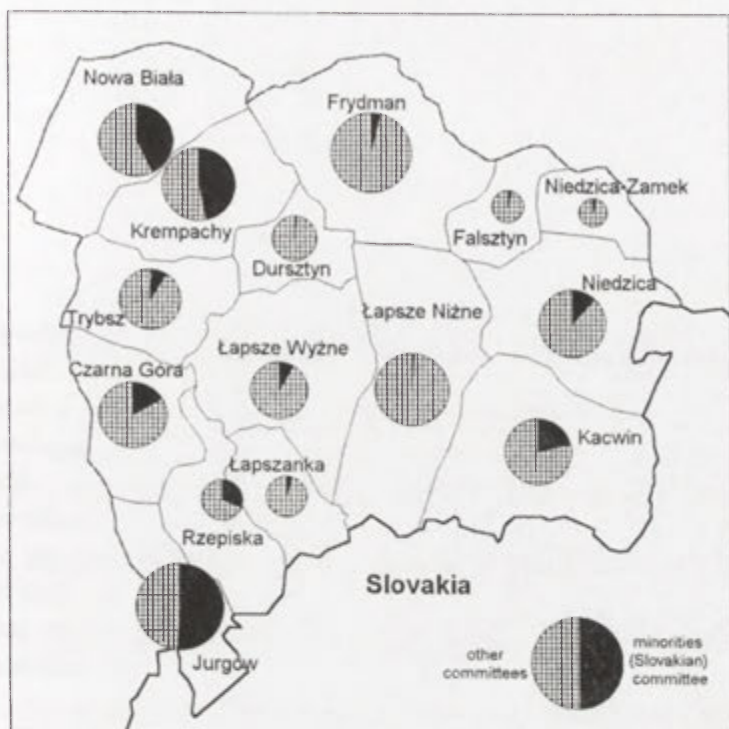 Nowa Biała
Frydman
Niedzica-Zamek
Krempachy
Falsztyn
Dursztyn
Niedzica
Trybsz
Łapsze Niżne
Łapsze Wyżne
Czarna Góra
Kacwin
Łapszanka
Rzepiska
Slovakia
Jurgów
other
committees
minorities
(Slovakian)
committee